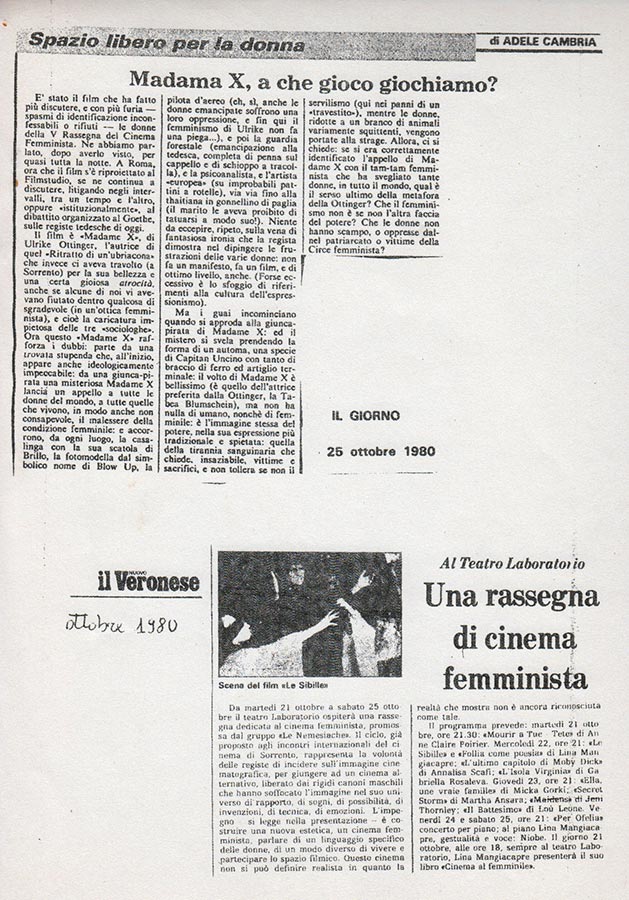 Spazio libero per la donna
di ADELE CAMBRIA
Madama X, a che gioco giochiamo?
E' stato il film che ha fatto
più discutere, e con più furia —
spasmi di identificazione incon-
fessabili o rifiuti — le donne
della V Rassegna del Cinema
Femminista. Ne abbiamo par-
lato, dopo averlo visto, per
quasi tutta la notte. A Roma,
ora che il film s'è riproiettato al
Filmstudio, se ne continua a
discutere, litigando negli inter-
valli, tra un tempo e l'altro,
oppure «istituzionalmente», al
dibattito organizzato al Goethe,
sulle registe tedesche di oggi.
Il film è «Madame X», di
Ulrike Ottinger, l'autrice di
quel «Ritratto di un'ubriacona»
che invece ci aveva travolto (a
Sorrento) per la sua bellezza e
una certa gioiosa atrocità,
anche se alcune di noi vi ave-
vano fiutato dentro qualcosa di
sgradevole (in un'ottica femmi-
nista), e cioè la caricatura im-
pietosa delle tre «sociologhe».
Ora questo «Madame X» raf-
forza i dubbi: parte da una
trovata stupenda che, all'inizio,
appare anche ideologicamente
impeccabile: da una giunca-pi-
rata una misteriosa Madame X
lancia un appello a tutte le
donne del mondo, a tutte quelle
che vivono, in modo anche non
consapevole, il malessere della
condizione femminile: e accor-
rono, da ogni luogo, la casa-
linga con la sua scatola di
Brillo, la fotomodella dal sim-
bolico nome di Blow Up, la
pilota d'aereo (eh, sì, anche le
donne emancipate soffrono una
loro oppressione, e fin qui il
femminismo di Ulrike non fa
una piega...), e poi la guardia
forestale (emancipazione alla
tedesca, completa di penna sul
cappello e di schioppo a tracol-
la), e la psicoanalista, e l'artista
«europea» (su improbabili pat-
tini a rotelle), via via fino alla
thaitiana in gonnellino di paglia
(il marito le aveva proibito di
tatuarsi a modo suo!). Niente
da eccepire, ripeto, sulla vena di
fantasiosa ironia che la regista
dimostra nel dipingere le fru-
strazioni delle varie donne: non
fa un manifesto, fa un film, e di
ottimo livello, anche. (Forse ec-
cessivo è lo sfoggio di riferi-
menti alla cultura dell'espres-
sionismo).
Ma i guai incominciano
quando si approda alla giunca-
pirata di Madame X: ed il
mistero si svela prendendo la
forma di un automa, una specie
di Capitan Uncino con tanto di
braccio di ferro ed artiglio ter-
minale: il volto di Madame X è
bellissimo (è quello dell'attrice
preferita dalla Ottinger, la Ta-
bea Blumschein), ma non ha
nulla di umano, nonchè di fem-
minile: è l'immagine stessa del
potere, nella sua espressione più
tradizionale e spietata: quella
della tirannia sanguinaria che
chiede, insaziabile, vittime e
sacrifici, e non tollera se non il
servilismo (qui nei panni di un
«travestito»), mentre le donne,
ridotte a un branco di animali
variamente squittenti, vengono
portate alla strage. Allora, ci si
chiede: se si era correttamente
identificato l'appello di Ma-
dame X con il tam-tam femmi-
nista che ha svegliato tante
donne, in tutto il mondo, qual è
il senso ultimo della metafora
della Ottinger? Che il femmi-
nismo non è se non l'altra faccia
del potere? Che le donne non
hanno scampo, o oppresse dal-
nel patriarcato o vittime della
Circe femminista?
IL GIORNO
25 ottobre 1980
NUOVO
il Veronese
ottobre 1980
Scena del film «Le Sibille»
Al Teatro Laboratorio
Una rassegna
di cinema
femminista
Da martedì 21 ottobre a sabato 25 otto-
bre il teatro Laboratorio ospiterà una rasse-
gna dedicata al cinema femminista, promos-
sa dal gruppo «Le Nemesiache». Il ciclo, già
proposto agli incontri internazionali del ci-
nema di Sorrento, rappresenta la volontà
delle registe di incidere sull'immagine cine-
matografica, per giungere ad un cinema al-
ternativo, liberato dai rigidi canoni maschili
che hanno soffocato l'immagine nel suo uni-
verso di rapporto, di sogni, di possibilità, di
invenzioni, di tecnica, di emozioni. L'impe-
gno – si legge nella presentazione – è co-
struire una nuova estetica, un cinema fem-
minista, parlare di un linguaggio specifico
delle donne, di un modo diverso di vivere e
partecipare lo spazio filmico. Questo cinema
non si può definire realista in quanto la
realtà che mostra non è ancora riconosciuta
come tale.
Il programma prevede: martedì 21 otto-
bre, ore 21.30: «Mourir a Tue - Tete» di An-
ne Claire Poirier. Mercoledì 22, ore 21: «Le
Sibille» e «Follia come poesia» di Lina Man-
giacapre; «L'ultimo capitolo di Moby Dick»
di Annalisa Scafi; «L'Isola Virginia» di Ga-
briella Rosaleva. Giovedì 23, ore 21: «Ella,
une vraie famille» di Micka Gorki; «Secret
Storm» di Martha Ansara; «Maidens» di Jeni
Thornley; «Il Battesimo» di Lou Leone. Ve-
nerdì 24 e sabato 25, ore 21: «Per Ofelia»
concerto per piano; al piano Lina Mangiaca-
pre, gestualità e voce: Niobe. Il giorno 21
ottobre, alle ore 18, sempre al teatro Labo-
ratorio, Lina Mangiacapre presenterà il suo
libro «Cinema al femminile».